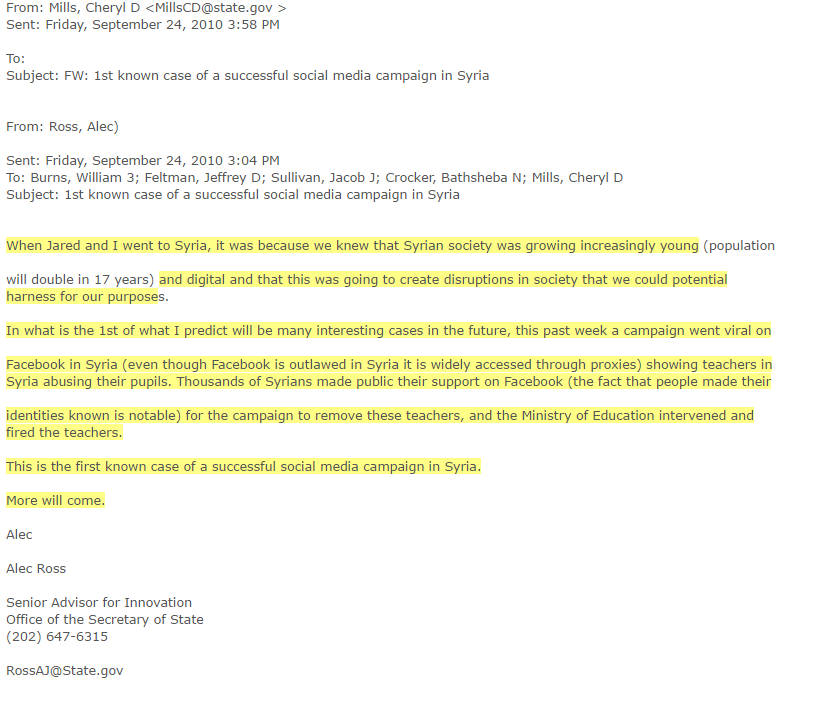 From: Mills, Cheryl D <MillsCD@state.gov >
Sent: Friday, September 24, 2010 3:58 PM
To:
Subject: FW: 1st known case of a successful social media campaign in Syria
From: Ross, Alec)
Sent: Friday, September 24, 2010 3:04 PM
To: Burns, William 3; Feltman, Jeffrey D; Sullivan, Jacob J; Crocker, Bathsheba N; Mills, Cheryl D
Subject: 1st known case of a successful social media campaign in Syria
When Jared and I went to Syria, it was because we knew that Syrian society was growing increasingly young (population
will double in 17 years) and digital and that this was going to create disruptions in society that we could potential
harness for our purposes.
In what is the 1st of what I predict will be many interesting cases in the future, this past week a campaign went viral on
Facebook in Syria (even though Facebook is outlawed in Syria it is widely accessed through proxies) showing teachers in
Syria abusing their pupils. Thousands of Syrians made public their support on Facebook (the fact that people made their
identities known is notable) for the campaign to remove these teachers, and the Ministry of Education intervened and
fired the teachers.
This is the first known case of a successful social media campaign in Syria.
More will come.
Alec
Alec Ross
Senior Advisor for Innovation
Office of the Secretary of State
(202) 647-6315
RossAJ@State.gov